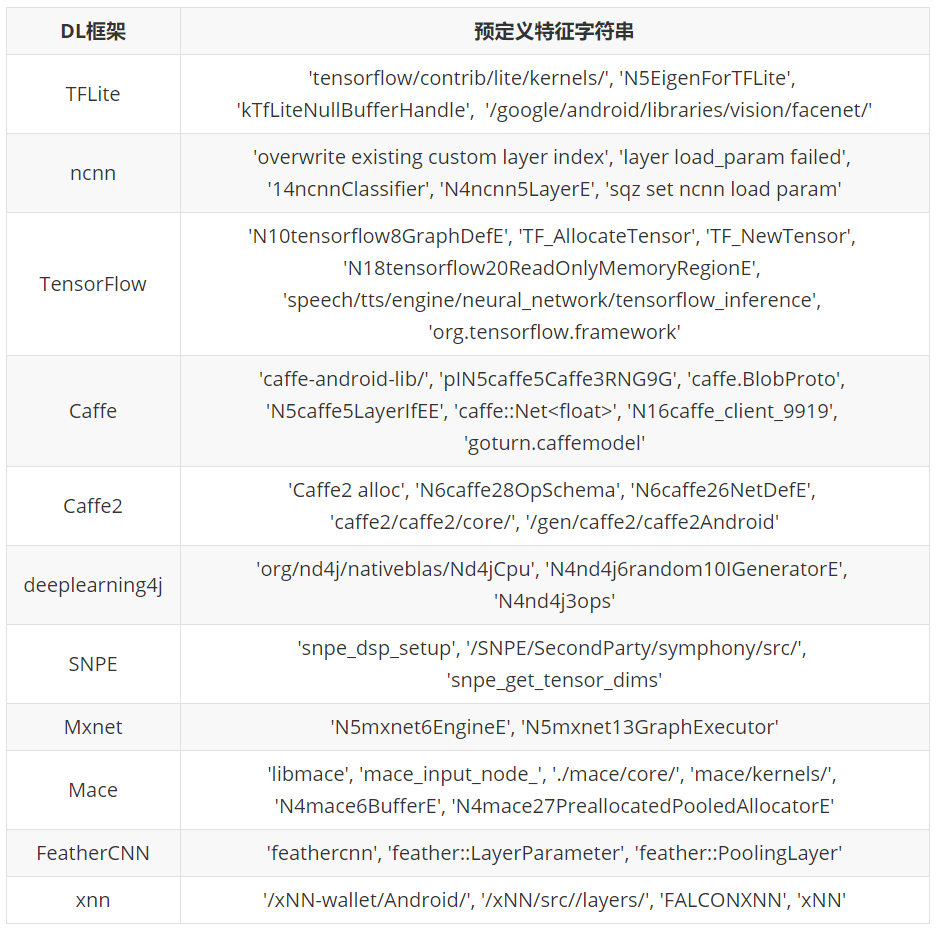 DL框架 预定义特征字符串
'tensorflow/contrib/lite/kernels/', 'N5EigenForTFLite',
TFLite
'kTfLiteNullBufferHandle', '/google/android/libraries/vision/facenet/'
'overwrite existing custom layer index', 'layer load_param failed',
ncnn
'14ncnnClassifier', 'N4ncnn5LayerE', 'sqz set ncnn load param'
'N10tensorflow8GraphDefE', 'TF_AllocateTensor', 'TF_NewTensor',
'N18tensorflow20ReadOnlyMemoryRegionE',
TensorFlow
'speech/tts/engine/neural_network/tensorflow_inference',
'org.tensorflow.framework'
'caffe-android-lib/', 'pIN5caffe5Caffe3RNG9G', 'caffe.BlobProto',
Caffe 'N5caffe5LayerIfEE', 'caffe::Net<float>', 'N16caffe_client_9919',
'goturn.caffemodel'
'Caffe2 alloc', 'N6caffe28OpSchema', 'N6caffe26NetDefE',
Caffe2
'caffe2/caffe2/core/', '/gen/caffe2/caffe2Android'
'org/nd4j/nativeblas/Nd4jCpu', 'N4nd4j6random10IGeneratorE',
deeplearning4j
'N4nd4j3ops'
'snpe_dsp_setup', '/SNPE/SecondParty/symphony/src/',
SNPE
'snpe_get_tensor_dims'
Mxnet 'N5mxnet6EngineE', 'N5mxnet13GraphExecutor'
'libmace', 'mace_input_node_', './mace/core/', 'mace/kernels/',
Mace
'N4mace6BufferE', 'N4mace27PreallocatedPooledAllocatorE'
FeatherCNN 'feathercnn', 'feather::LayerParameter', 'feather::PoolingLayer'
xnn '/xNN-wallet/Android/', '/xNN/src//layers/', 'FALCONXNN', 'xNN'